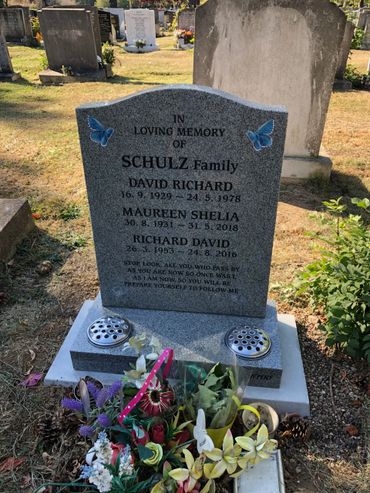 IN
LOVING MEMORY
OF
SCHULZ Family
DAVID RICHARD
16. 9. 1929 – 24. 5. 1978
MAUREEN SHELIA
30. 8. 1931 – 31. 5. 2018
RICHARD DAVID
26. 3. 1953 – 24. 8. 2016
STOP, LOOK, ALL YOU WHO PASS BY
AS YOU ARE NOW SO ONCE WAS I,
AS I AM NOW, SO YOU WILL BE
PREPARE YOURSELF TO FOLLOW ME